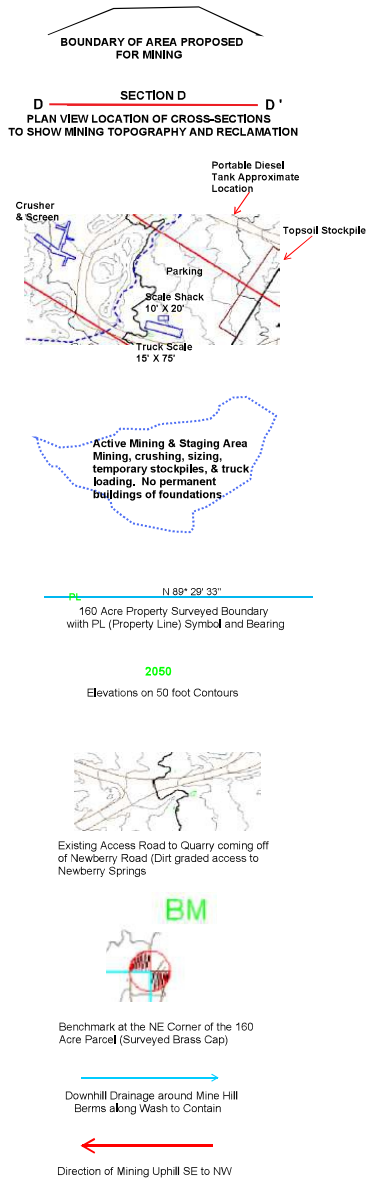 BOUNDARY OF AREA PROPOSED
FOR MINING
SECTION D
D D '
PLAN VIEW LOCATION OF CROSS-SECTIONS
TO SHOW MINING TOPOGRAPHY AND RECLAMATION
Portable Diesel
Tank Approximate
Location
Crusher
& Screen
Topsoil Stockpile
Parking
Scale Shack
10' X 20'
Truck Scale
15' X 75'
Active Mining & Staging Area
Mining, crushing, sizing,
temporary stockpiles, & truck
loading. No permanent
buildings of foundations
N 89° 29' 33"
PL
160 Acre Property Surveyed Boundary
wiith PL (Property Line) Symbol and Bearing
2050
Elevations on 50 foot Contours
Existing Access Road to Quarry coming off
of Newberry Road (Dirt graded access to
Newberry Springs
BM
Benchmark at the NE Corner of the 160
Acre Parcel (Surveyed Brass Cap)
Downhill Drainage around Mine Hill
Berms along Wash to Contain
Direction of Mining Uphill SE to NW